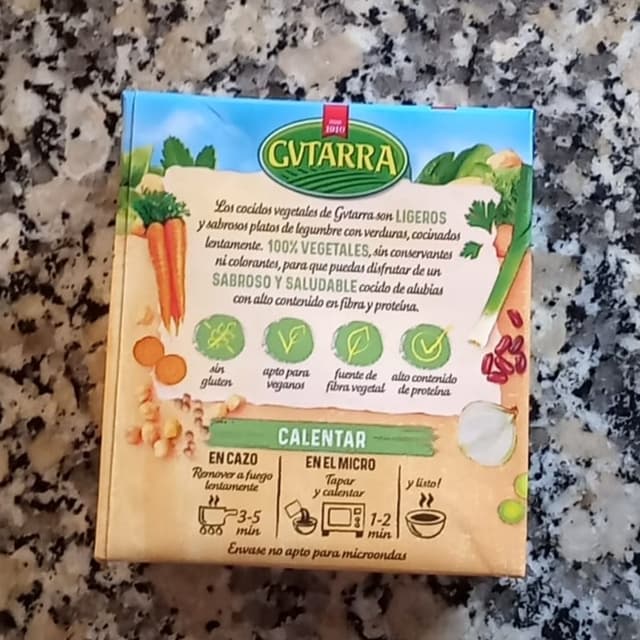 1910
GVTARRA
Los cocidos vegetales de Gvtarra son LIGEROS
y sabrosos platos de legumbre con verduras, cocinados
lentamente. 100% VEGETALES, sin conservantes
ni colorantes, para que puedas disfrutar de un
SABROSO Y SALUDABLE cocido de alubias
con alto contenido en fibra y proteína.
sin
gluten
apto para
veganos
fuente de
fibra vegetal
alto contenido
de proteína
CALENTAR
EN CAZO
Remover a fuego
lentamente
3-5
min
EN EL MICRO
Tapar
y calentar
1-2
min
y listo!
Envase no apto para microondas